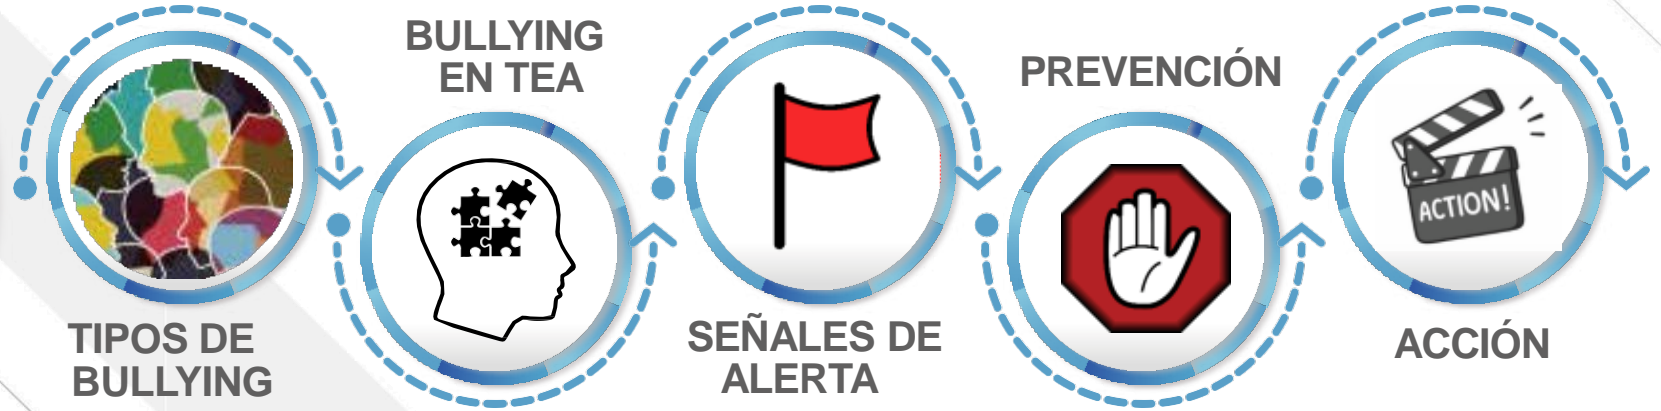 TIPOS DE
BULLYING
BULLYING
EN TEA
SEÑALES DE
ALERTA
PREVENCIÓN
ACTION!
ACCIÓN